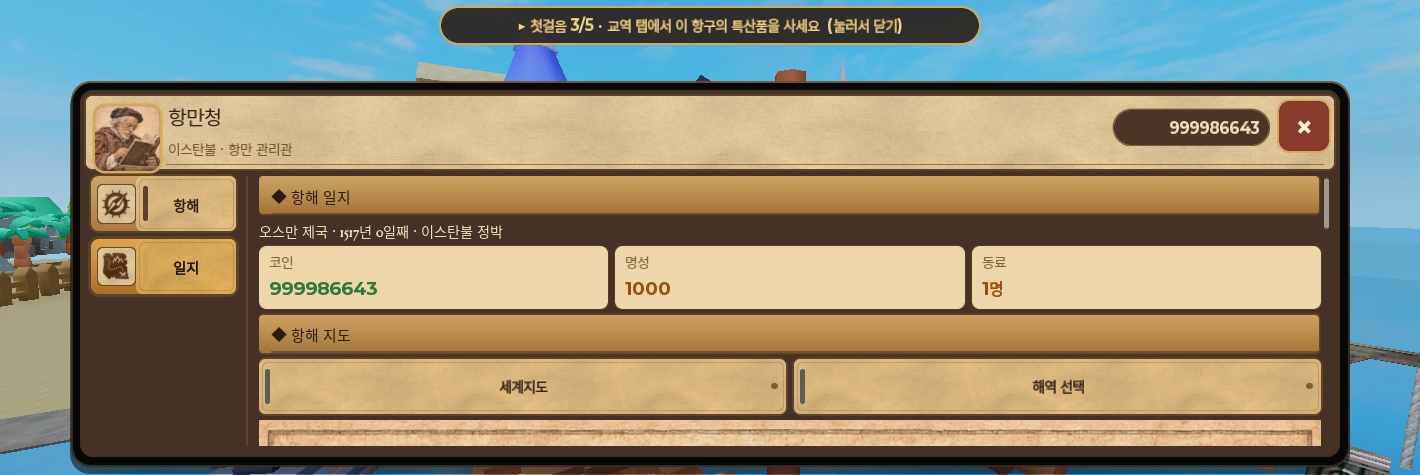 ▸ 첫걸음 3/5 · 교역 탭에서 이 항구의 특산품을 사세요 (눌러서 닫기)
항만청
이스탄불 · 항만 관리관
999986643
×
항해
일지
◆ 항해 일지
오스만 제국 · 1517년 0일째 · 이스탄불 정박
코인
명성
동료
999986643
1000
1명
◆ 항해 지도
세계지도
해역 선택